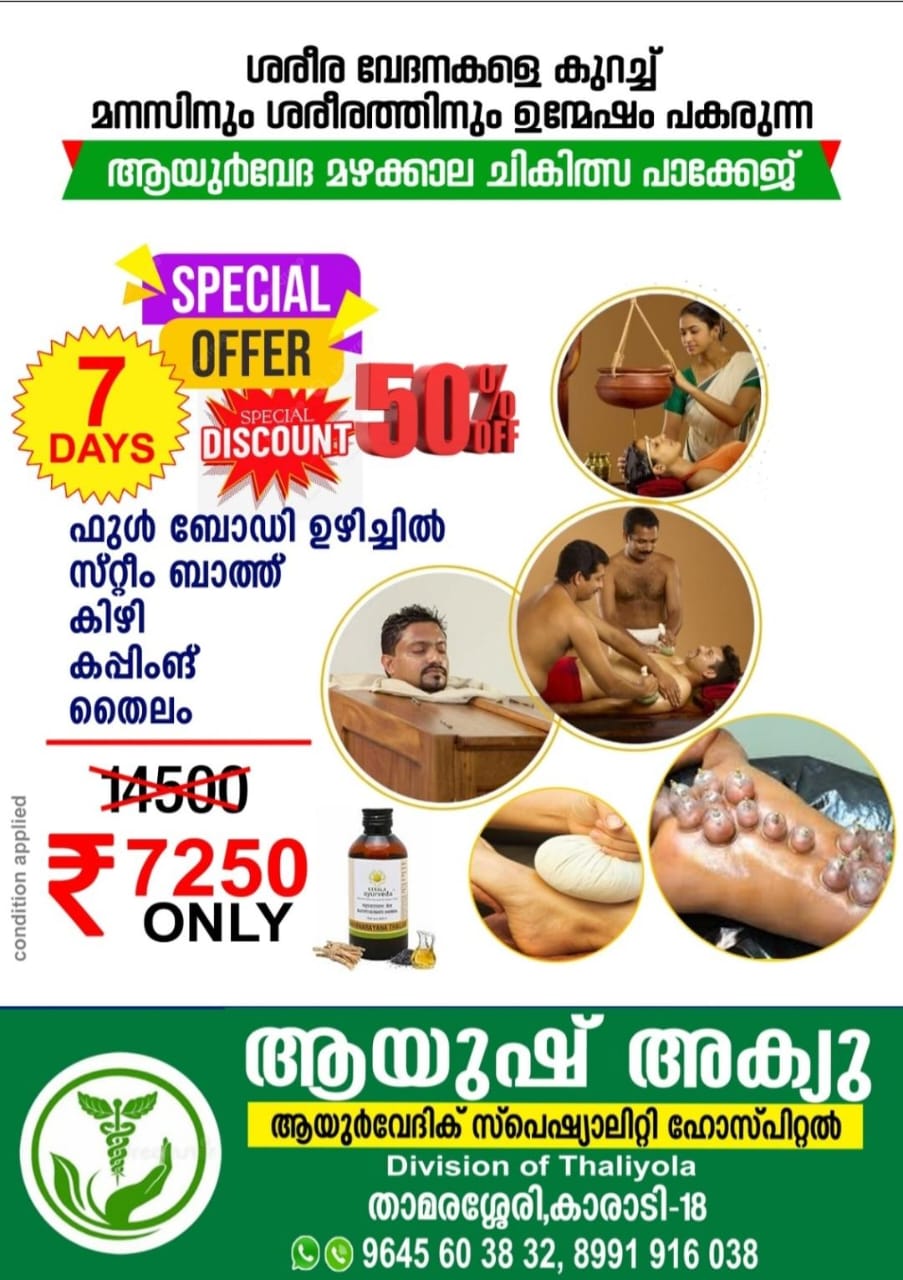 ശരീര വേദനകളെ കുറച്ച്
മനസിനും ശരീരത്തിനും ഉന്മേഷം പകരുന്ന
ആയുർവേദ മഴക്കാല ചികിത്സ പാക്കേജ്
SPECIAL
OFFER
7
DAYS
SPECIAL
DISCOUNT
50%
OFF
ഫുൾ ബോഡി ഉഴിച്ചിൽ
സ്റ്റീം ബാത്ത്
കിഴി
കപ്പിംങ്
തൈലം
14500
₹7250
ONLY
condition applied
KERALA
ayurveda
ആയുഷ് അക്യു
ആയുർവേദിക് സ്പെഷ്യാലിറ്റി ഹോസ്പിറ്റൽ
Division of Thaliyola
താമരശ്ശേരി,കാരാടി-18
9645 60 38 32, 8991 916 038